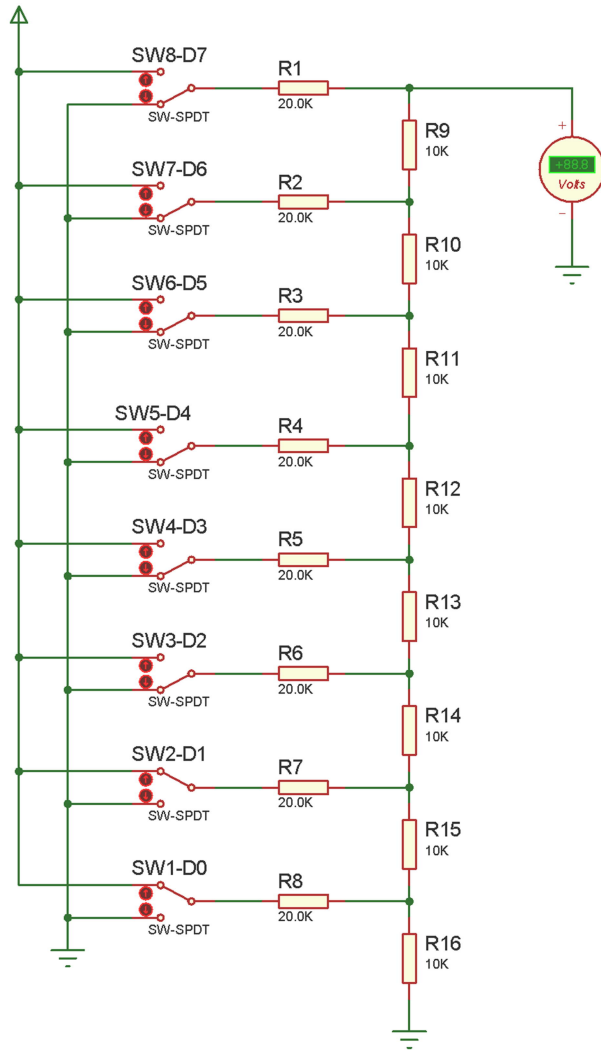 SW8-D7
SW-SPDT
R1
20.0K
R9
10K
+
+88.8
Volts
−
SW7-D6
SW-SPDT
R2
20.0K
R10
10K
SW6-D5
SW-SPDT
R3
20.0K
R11
10K
SW5-D4
SW-SPDT
R4
20.0K
R12
10K
SW4-D3
SW-SPDT
R5
20.0K
R13
10K
SW3-D2
SW-SPDT
R6
20.0K
R14
10K
SW2-D1
SW-SPDT
R7
20.0K
R15
10K
SW1-D0
SW-SPDT
R8
20.0K
R16
10K